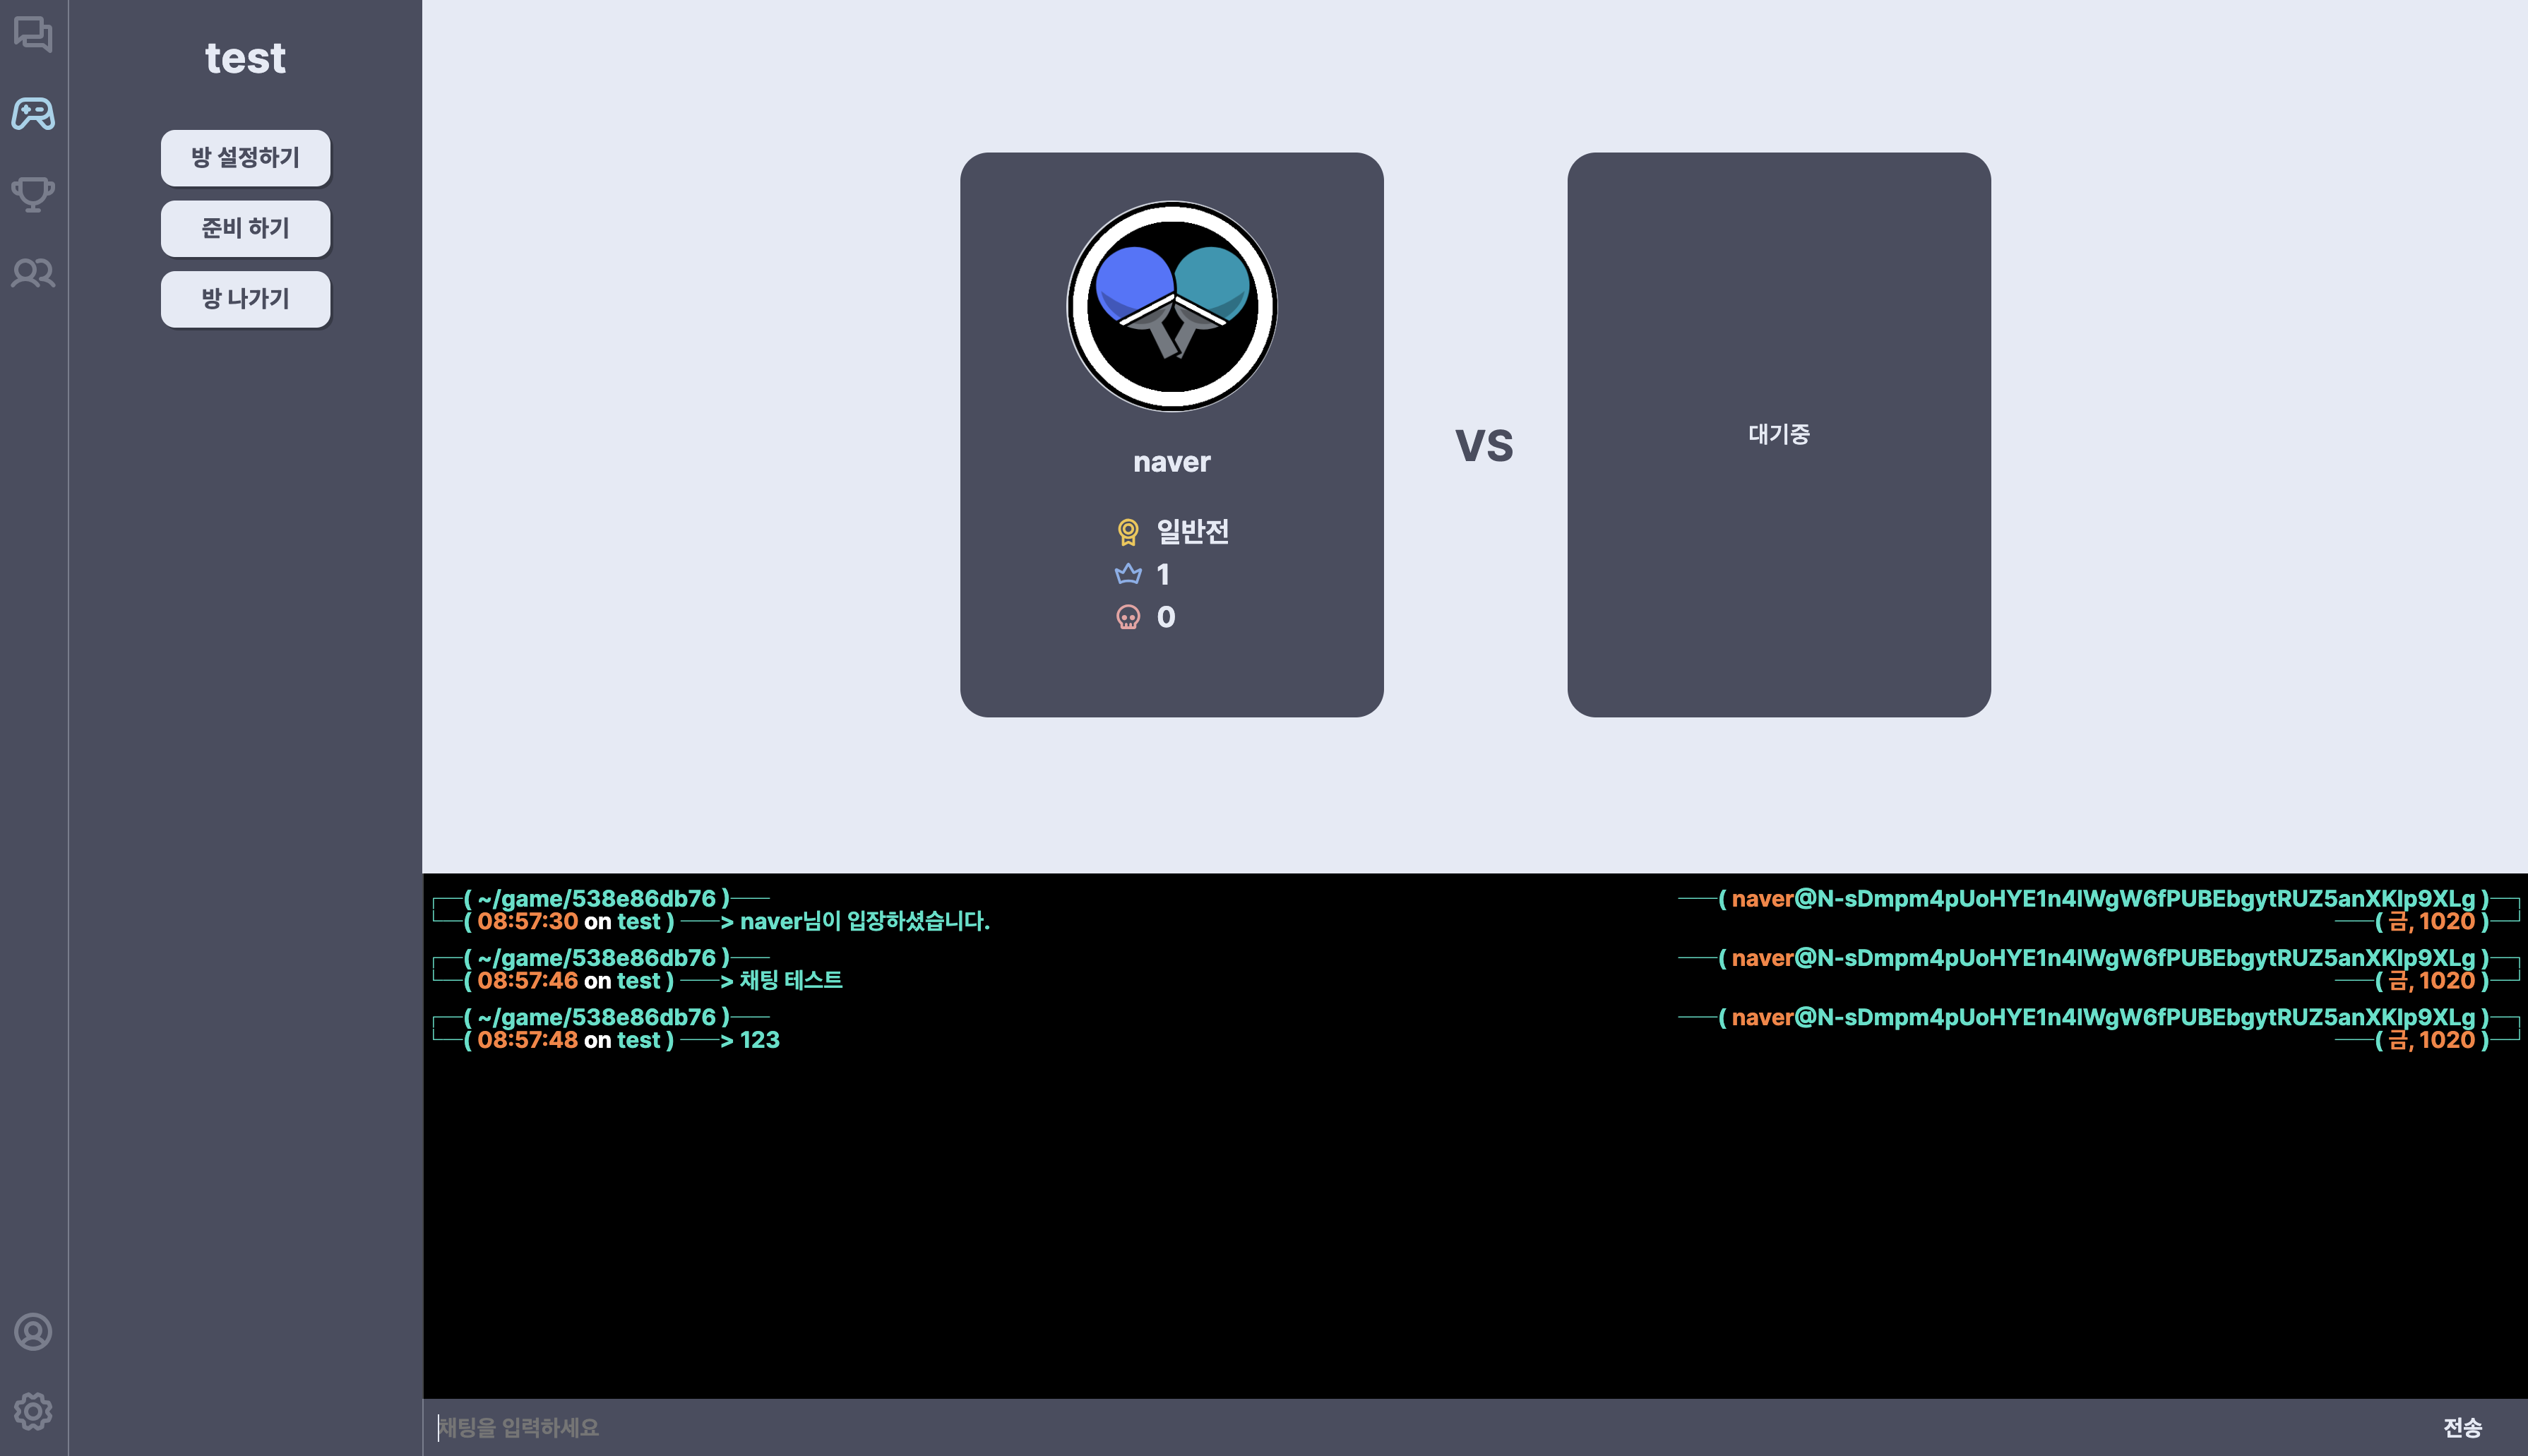 test
방 설정하기
준비 하기
방 나가기
naver
일반전
1
0
VS
대기중
( ~/game/538e86db76 )
( naver@N-sDmpm4pUoHYE1n4IWgW6fPUBEbgytRUZ5anXKIp9XLg )
( 08:57:30 on test ) > naver님이 입장하셨습니다.
( 금, 1020 )
( ~/game/538e86db76 )
( naver@N-sDmpm4pUoHYE1n4IWgW6fPUBEbgytRUZ5anXKIp9XLg )
( 08:57:46 on test ) > 채팅 테스트
( 금, 1020 )
( ~/game/538e86db76 )
( naver@N-sDmpm4pUoHYE1n4IWgW6fPUBEbgytRUZ5anXKIp9XLg )
( 08:57:48 on test ) > 123
( 금, 1020 )
채팅을 입력하세요
전송